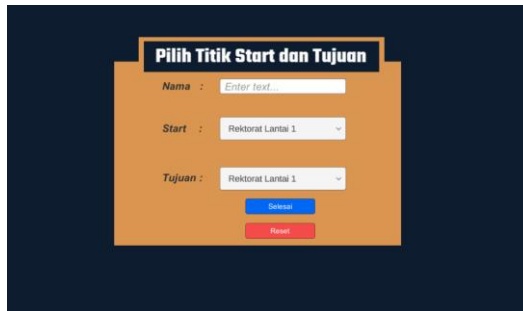 Pilih Titik Start dan Tujuan
Nama :
Enter text...
Start :
Rektorat Lantai 1
Tujuan :
Rektorat Lantai 1
Selesai
Reset